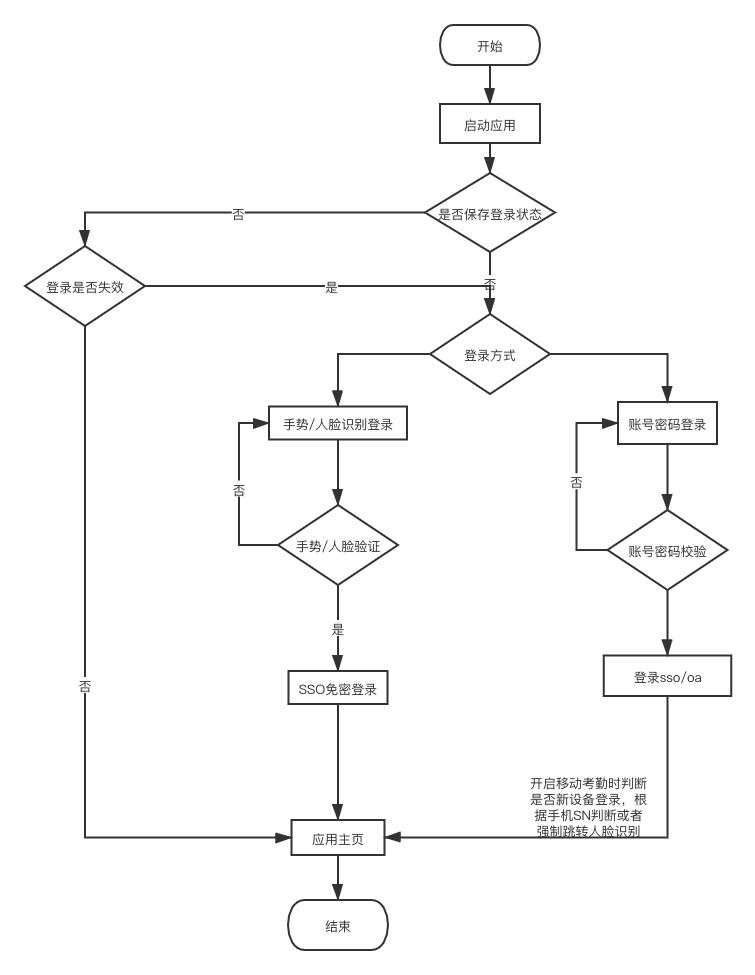 开始
启动应用
是否保存登录状态
否
登录是否失效
是
否
登录方式
手势/人脸识别登录
账号密码登录
否
否
手势/人脸验证
账号密码校验
是
登录sso/oa
否
SSO免密登录
开启移动考勤时判断
是否新设备登录，根
据手机SN判断或者
强制跳转人脸识别
应用主页
结束